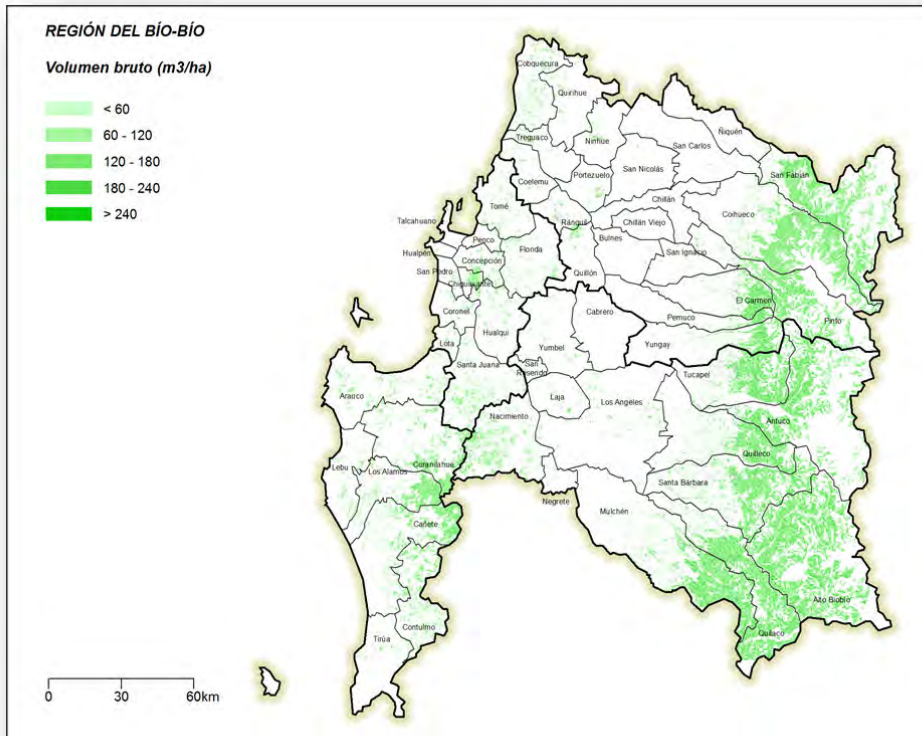 REGIÓN DEL BÍO-BÍO
Volumen bruto (m3/ha)
< 60
60 - 120
120 - 180
180 - 240
> 240
Cobquecura
Quirihue
Ñiquén
Treguaco
Ninhue
San Carlos
San Fabián
Portezuelo
San Nicolás
Coelemu
Chillán
Tomé
Coihueco
Talcahuano
Ránquil
Chillán Viejo
Penco
Bulnes
Florida
Hualpén
Concepción
San Ignacio
San Pedro
Quillón
Chiguayante
El Carmen
Coronel
Cabrero
Pemuco
Pinto
Hualqui
Lota
Yumbel
Yungay
Santa Juana
San
Rosendo
Tucapel
Arauco
Laja
Los Angeles
Nacimiento
Antuco
Quilleco
Curanilahue
Lebu
Los Alamos
Santa Bárbara
Negrete
Mulchén
Cañete
Alto Biobío
Contulmo
Quilaco
Tirúa
0 30 60km